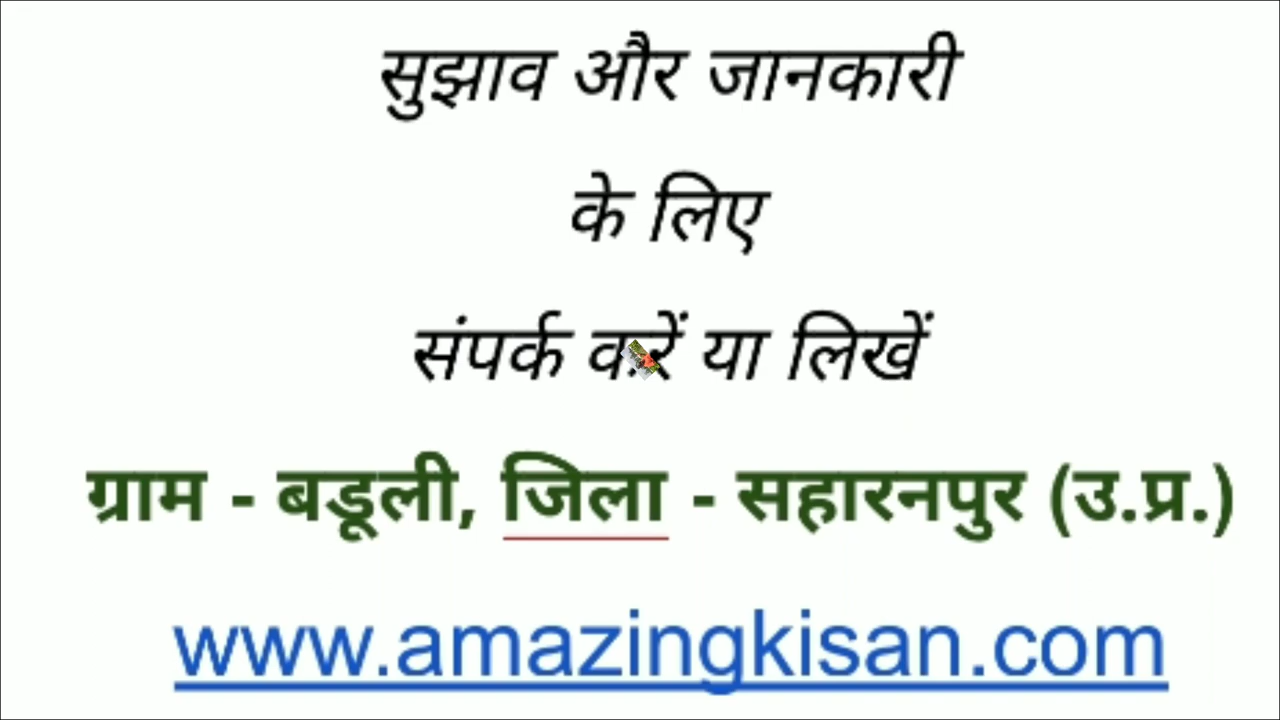 सुझाव और जानकारी
के लिए
संपर्क करें या लिखें
ग्राम - बडूली, जिला - सहारनपुर (उ.प्र.)
www.amazingkisan.com